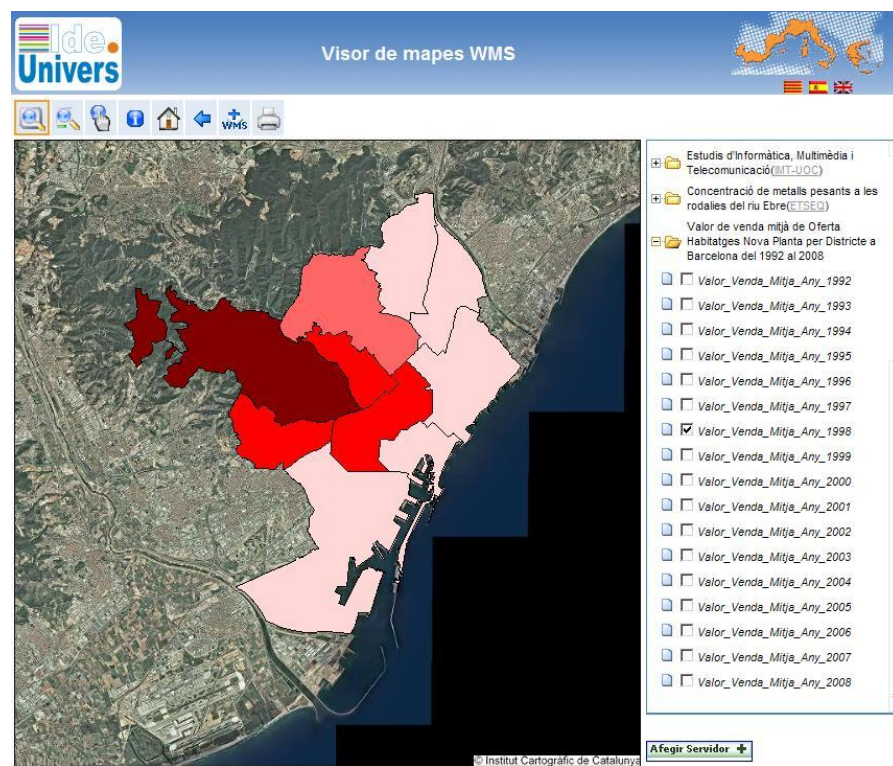 Ide.
Univers
Visor de mapes WMS
WMS
Estudis d'Informàtica, Multimèdia i
Telecomunicació(IMT-UOC)
Concentració de metalls pesants a les
rodalies del riu Ebre(ETSEQ)
Valor de venda mitjà de Oferta
Habitatges Nova Planta per Districte a
Barcelona del 1992 al 2008
Valor_Venda_Mitja_Any_1992
Valor_Venda_Mitja_Any_1993
Valor_Venda_Mitja_Any_1994
Valor_Venda_Mitja_Any_1995
Valor_Venda_Mitja_Any_1996
Valor_Venda_Mitja_Any_1997
Valor_Venda_Mitja_Any_1998
Valor_Venda_Mitja_Any_1999
Valor_Venda_Mitja_Any_2000
Valor_Venda_Mitja_Any_2001
Valor_Venda_Mitja_Any_2002
Valor_Venda_Mitja_Any_2003
Valor_Venda_Mitja_Any_2004
Valor_Venda_Mitja_Any_2005
Valor_Venda_Mitja_Any_2006
Valor_Venda_Mitja_Any_2007
Valor_Venda_Mitja_Any_2008
Afegir Servidor
© Institut Cartogràfic de Catalunya